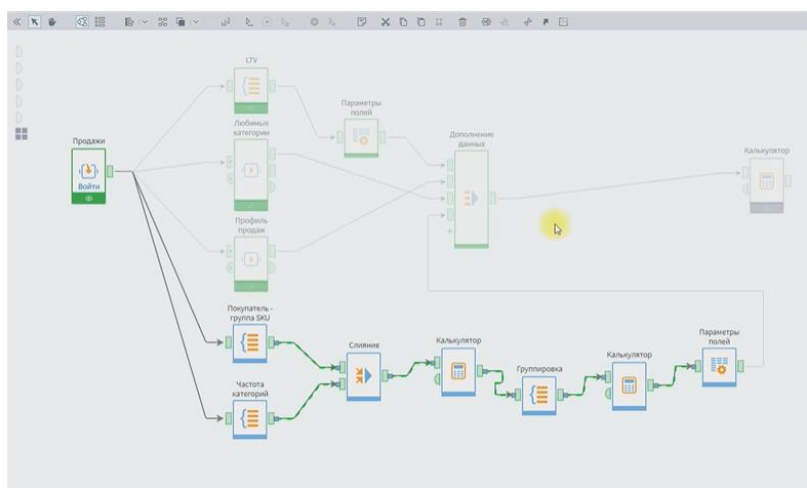 LTV
Параметры
полей
Любимые
категории
Дополнение
данных
Продажи
Войти
Калькулятор
Профиль
продаж
Покупатель -
группа SKU
Слияние
Калькулятор
Группировка
Калькулятор
Параметры
полей
Частота
категорий